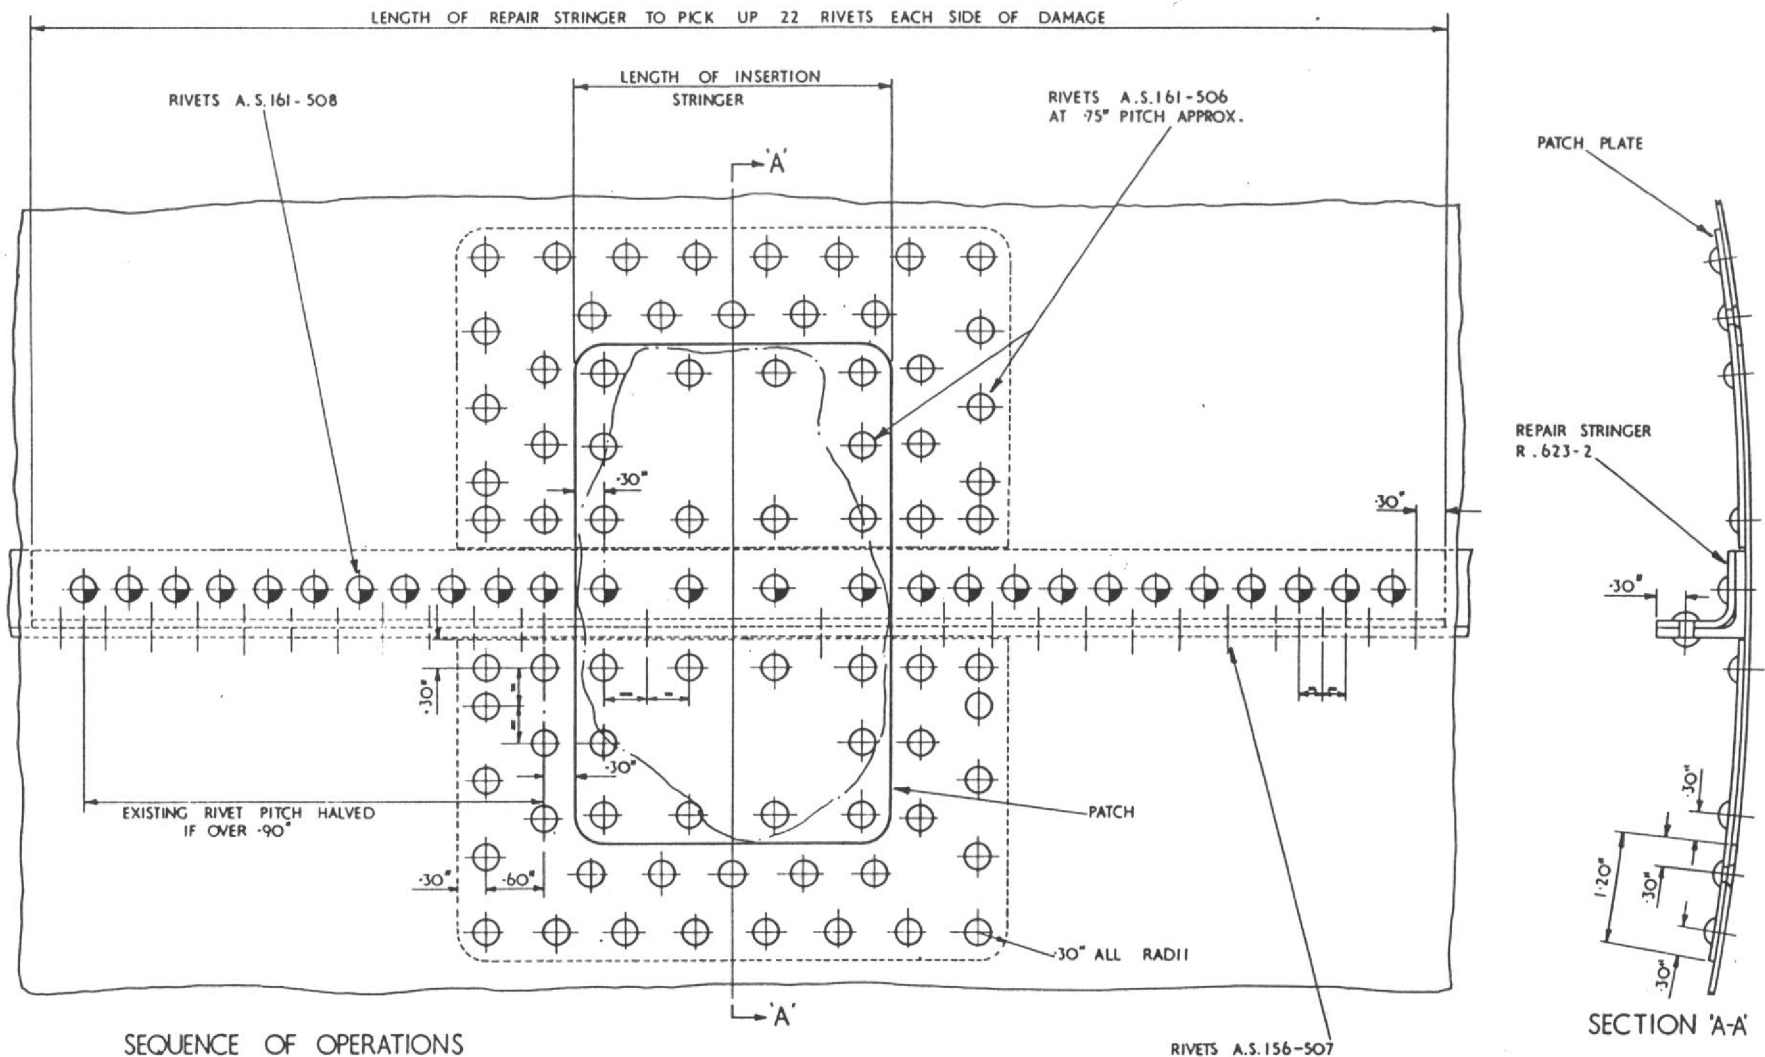 LENGTH OF REPAIR STRINGER TO PICK UP 22 RIVETS EACH SIDE OF DAMAGE
LENGTH OF INSERTION
STRINGER
RIVETS A.S.161-508
RIVETS A.S.161-506
AT ·75" PITCH APPROX.
'A'
PATCH PLATE
REPAIR STRINGER
R.623-2
·30"
·30"
·30"
·30"
·30"
EXISTING RIVET PITCH HALVED
IF OVER ·90"
PATCH
·30"
·60"
·30" ALL RADII
·30"
1·20"
·30"
·30"
'A'
SECTION 'A-A'
SEQUENCE OF OPERATIONS
RIVETS A.S.156-507